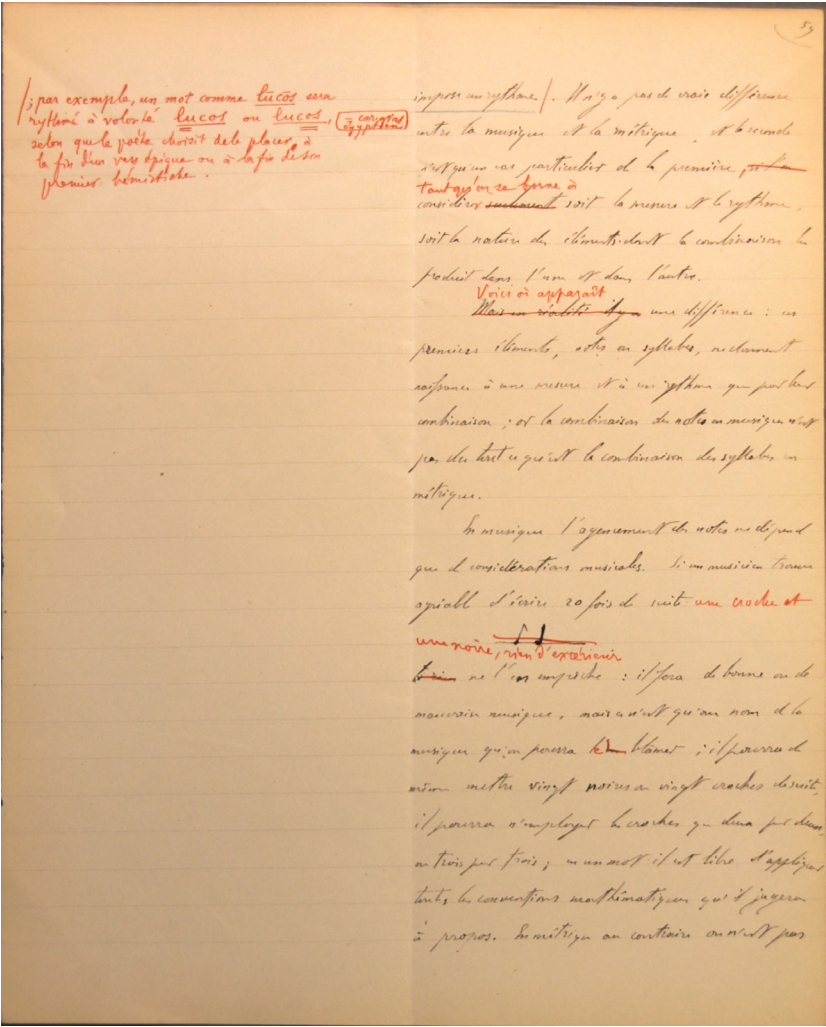 59
; par exemple, un mot comme lūcōs sera
rythmé à volonté lucos ou lucos,
selon que le poète choisit de le placer, à
la fin d'un vers épique ou à la fin de son
premier hémistiche.
impose un rythme. Il n'y a pas de vraie différence
entre la musique et la métrique, et la seconde
n'est qu'un cas particulier de la première,
tant qu'on se borne à
considérer seulement soit la mesure et le rythme,
soit la nature des éléments dont la combinaison les
produit dans l'une et dans l'autre.
Voici où apparaît
Mais en réalité il y a une différence : ces
premiers éléments, notes ou syllabes, ne donnent
naissance à une mesure et à un rythme que par leur
combinaison ; or la combinaison des notes en musique n'est
pas du tout ce qu'est la combinaison des syllabes en
métrique.
En musique l'agencement des notes ne dépend
que de considérations musicales. Si un musicien trouve
agréable d'écrire 20 fois de suite une croche et
une noire, rien d'extérieur
ne l'en empêche : il fera de bonne ou de
mauvaise musique, mais ce n'est qu'au nom de la
musique qu'on pourra le blâmer ; il pourra de
même mettre vingt noires ou vingt croches de suite,
il pourra n'employer les croches que deux par deux,
ou trois par trois ; en un mot il est libre d'appliquer
toutes les conventions mathématiques qu'il jugera
à propos. En métrique au contraire on n'est pas